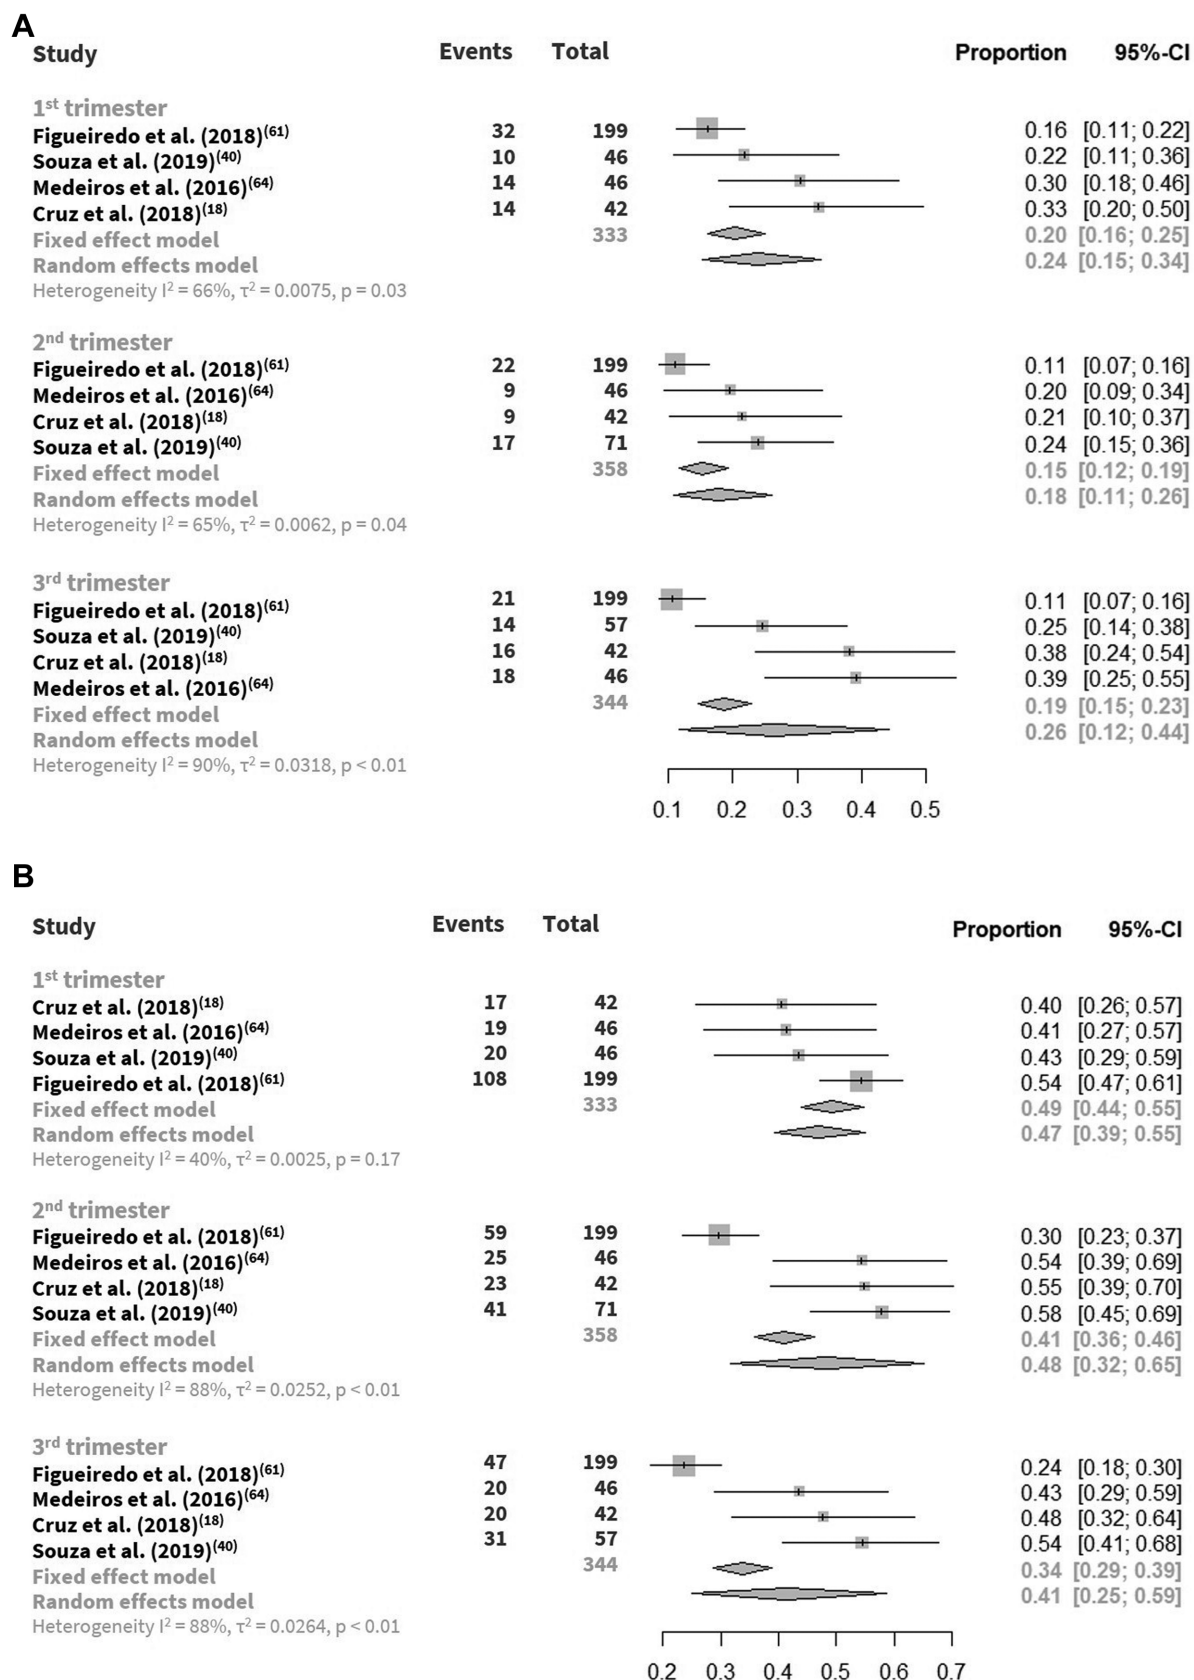 A
Study Events Total Proportion 95%-CI
1st trimester
Figueiredo et al. (2018)(61) 32 199 0.16 [0.11; 0.22]
Souza et al. (2019)(40) 10 46 0.22 [0.11; 0.36]
Medeiros et al. (2016)(64) 14 46 0.30 [0.18; 0.46]
Cruz et al. (2018)(18) 14 42 0.33 [0.20; 0.50]
Fixed effect model 333 0.20 [0.16; 0.25]
Random effects model 0.24 [0.15; 0.34]
Heterogeneity I² = 66%, τ² = 0.0075, p = 0.03
2nd trimester
Figueiredo et al. (2018)(61) 22 199 0.11 [0.07; 0.16]
Medeiros et al. (2016)(64) 9 46 0.20 [0.09; 0.34]
Cruz et al. (2018)(18) 9 42 0.21 [0.10; 0.37]
Souza et al. (2019)(40) 17 71 0.24 [0.15; 0.36]
Fixed effect model 358 0.15 [0.12; 0.19]
Random effects model 0.18 [0.11; 0.26]
Heterogeneity I² = 65%, τ² = 0.0062, p = 0.04
3rd trimester
Figueiredo et al. (2018)(61) 21 199 0.11 [0.07; 0.16]
Souza et al. (2019)(40) 14 57 0.25 [0.14; 0.38]
Cruz et al. (2018)(18) 16 42 0.38 [0.24; 0.54]
Medeiros et al. (2016)(64) 18 46 0.39 [0.25; 0.55]
Fixed effect model 344 0.19 [0.15; 0.23]
Random effects model 0.26 [0.12; 0.44]
Heterogeneity I² = 90%, τ² = 0.0318, p < 0.01
0.1 0.2 0.3 0.4 0.5
B
Study Events Total Proportion 95%-CI
1st trimester
Cruz et al. (2018)(18) 17 42 0.40 [0.26; 0.57]
Medeiros et al. (2016)(64) 19 46 0.41 [0.27; 0.57]
Souza et al. (2019)(40) 20 46 0.43 [0.29; 0.59]
Figueiredo et al. (2018)(61) 108 199 0.54 [0.47; 0.61]
Fixed effect model 333 0.49 [0.44; 0.55]
Random effects model 0.47 [0.39; 0.55]
Heterogeneity I² = 40%, τ² = 0.0025, p = 0.17
2nd trimester
Figueiredo et al. (2018)(61) 59 199 0.30 [0.23; 0.37]
Medeiros et al. (2016)(64) 25 46 0.54 [0.39; 0.69]
Cruz et al. (2018)(18) 23 42 0.55 [0.39; 0.70]
Souza et al. (2019)(40) 41 71 0.58 [0.45; 0.69]
Fixed effect model 358 0.41 [0.36; 0.46]
Random effects model 0.48 [0.32; 0.65]
Heterogeneity I² = 88%, τ² = 0.0252, p < 0.01
3rd trimester
Figueiredo et al. (2018)(61) 47 199 0.24 [0.18; 0.30]
Medeiros et al. (2016)(64) 20 46 0.43 [0.29; 0.59]
Cruz et al. (2018)(18) 20 42 0.48 [0.32; 0.64]
Souza et al. (2019)(40) 31 57 0.54 [0.41; 0.68]
Fixed effect model 344 0.34 [0.29; 0.39]
Random effects model 0.41 [0.25; 0.59]
Heterogeneity I² = 88%, τ² = 0.0264, p < 0.01
0.2 0.3 0.4 0.5 0.6 0.7